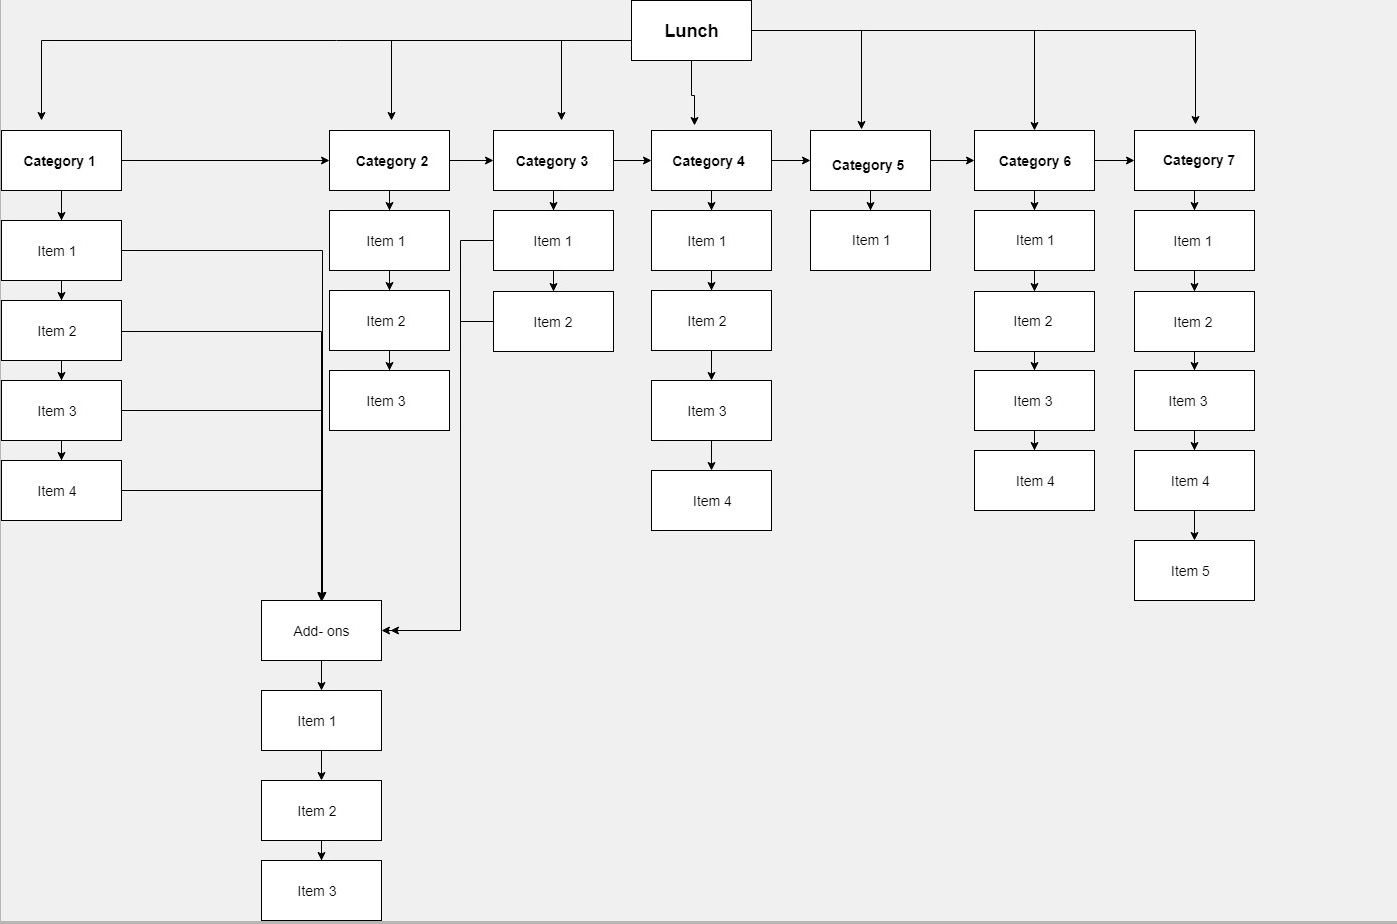 Lunch
Category 1
Category 2
Category 3
Category 4
Category 5
Category 6
Category 7
Item 1
Item 2
Item 3
Item 4
Item 1
Item 2
Item 3
Item 1
Item 2
Item 1
Item 2
Item 3
Item 4
Item 1
Item 1
Item 2
Item 3
Item 4
Item 1
Item 2
Item 3
Item 4
Item 5
Add- ons
Item 1
Item 2
Item 3